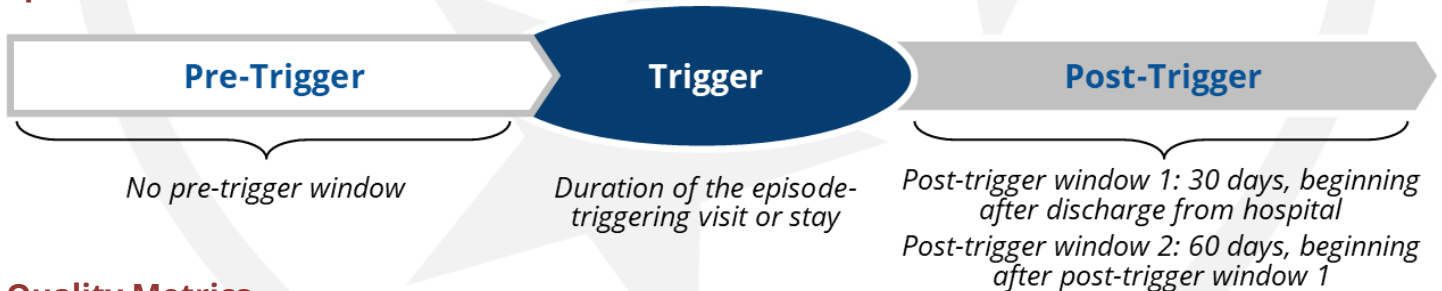 Pre-Trigger
Trigger
Post-Trigger
No pre-trigger window
Duration of the episode-
triggering visit or stay
Post-trigger window 1: 30 days, beginning
after discharge from hospital
Post-trigger window 2: 60 days, beginning
after post-trigger window 1
Quality Metrics